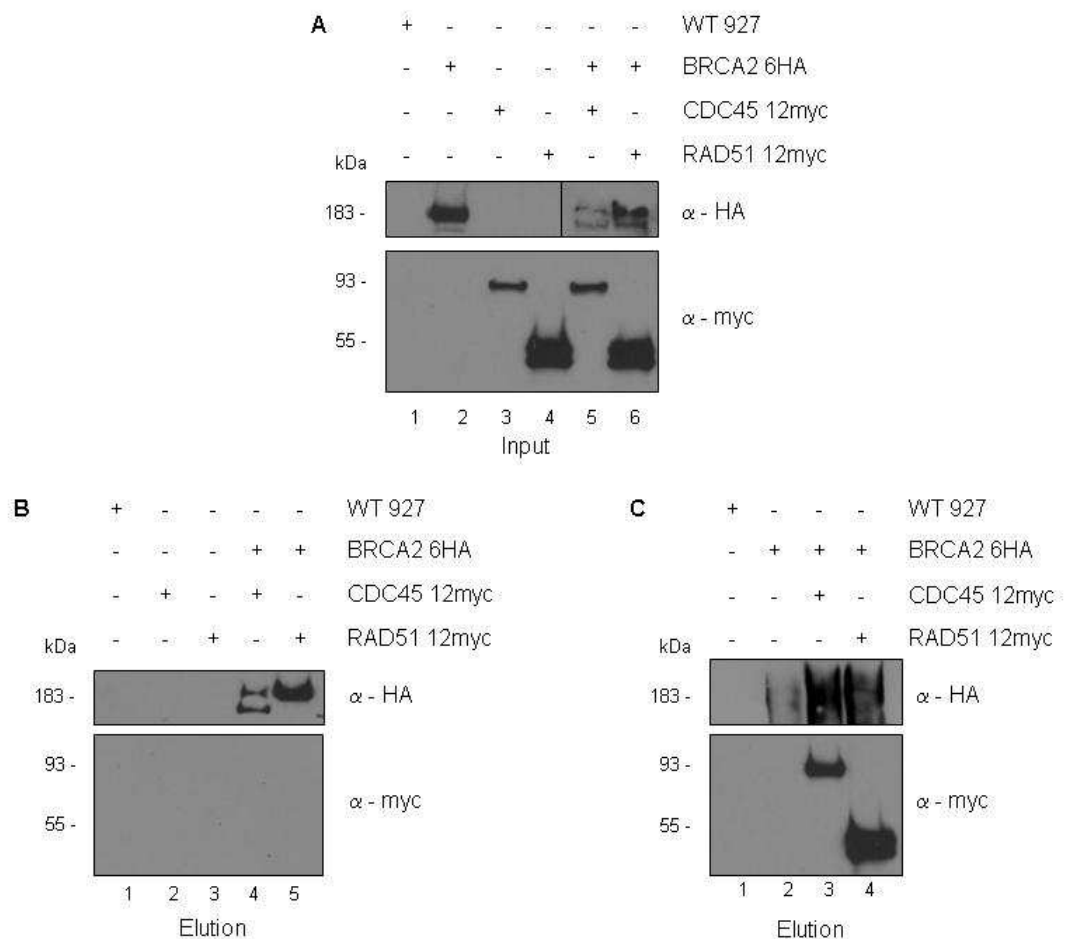 A + - - - - - WT 927
- + - - + + BRCA2 6HA
- - + - + - CDC45 12myc
- - - + - + RAD51 12myc
kDa
183 - α - HA
93 -
α - myc
55 -
1 2 3 4 5 6
Input
B + - - - - WT 927
- - - + + BRCA2 6HA
- + - + - CDC45 12myc
- - + - + RAD51 12myc
kDa
183 - α - HA
93 -
α - myc
55 -
1 2 3 4 5
Elution
C + - - - WT 927
- + + + BRCA2 6HA
- - + - CDC45 12myc
- - - + RAD51 12myc
kDa
183 - α - HA
93 -
α - myc
55 -
1 2 3 4
Elution